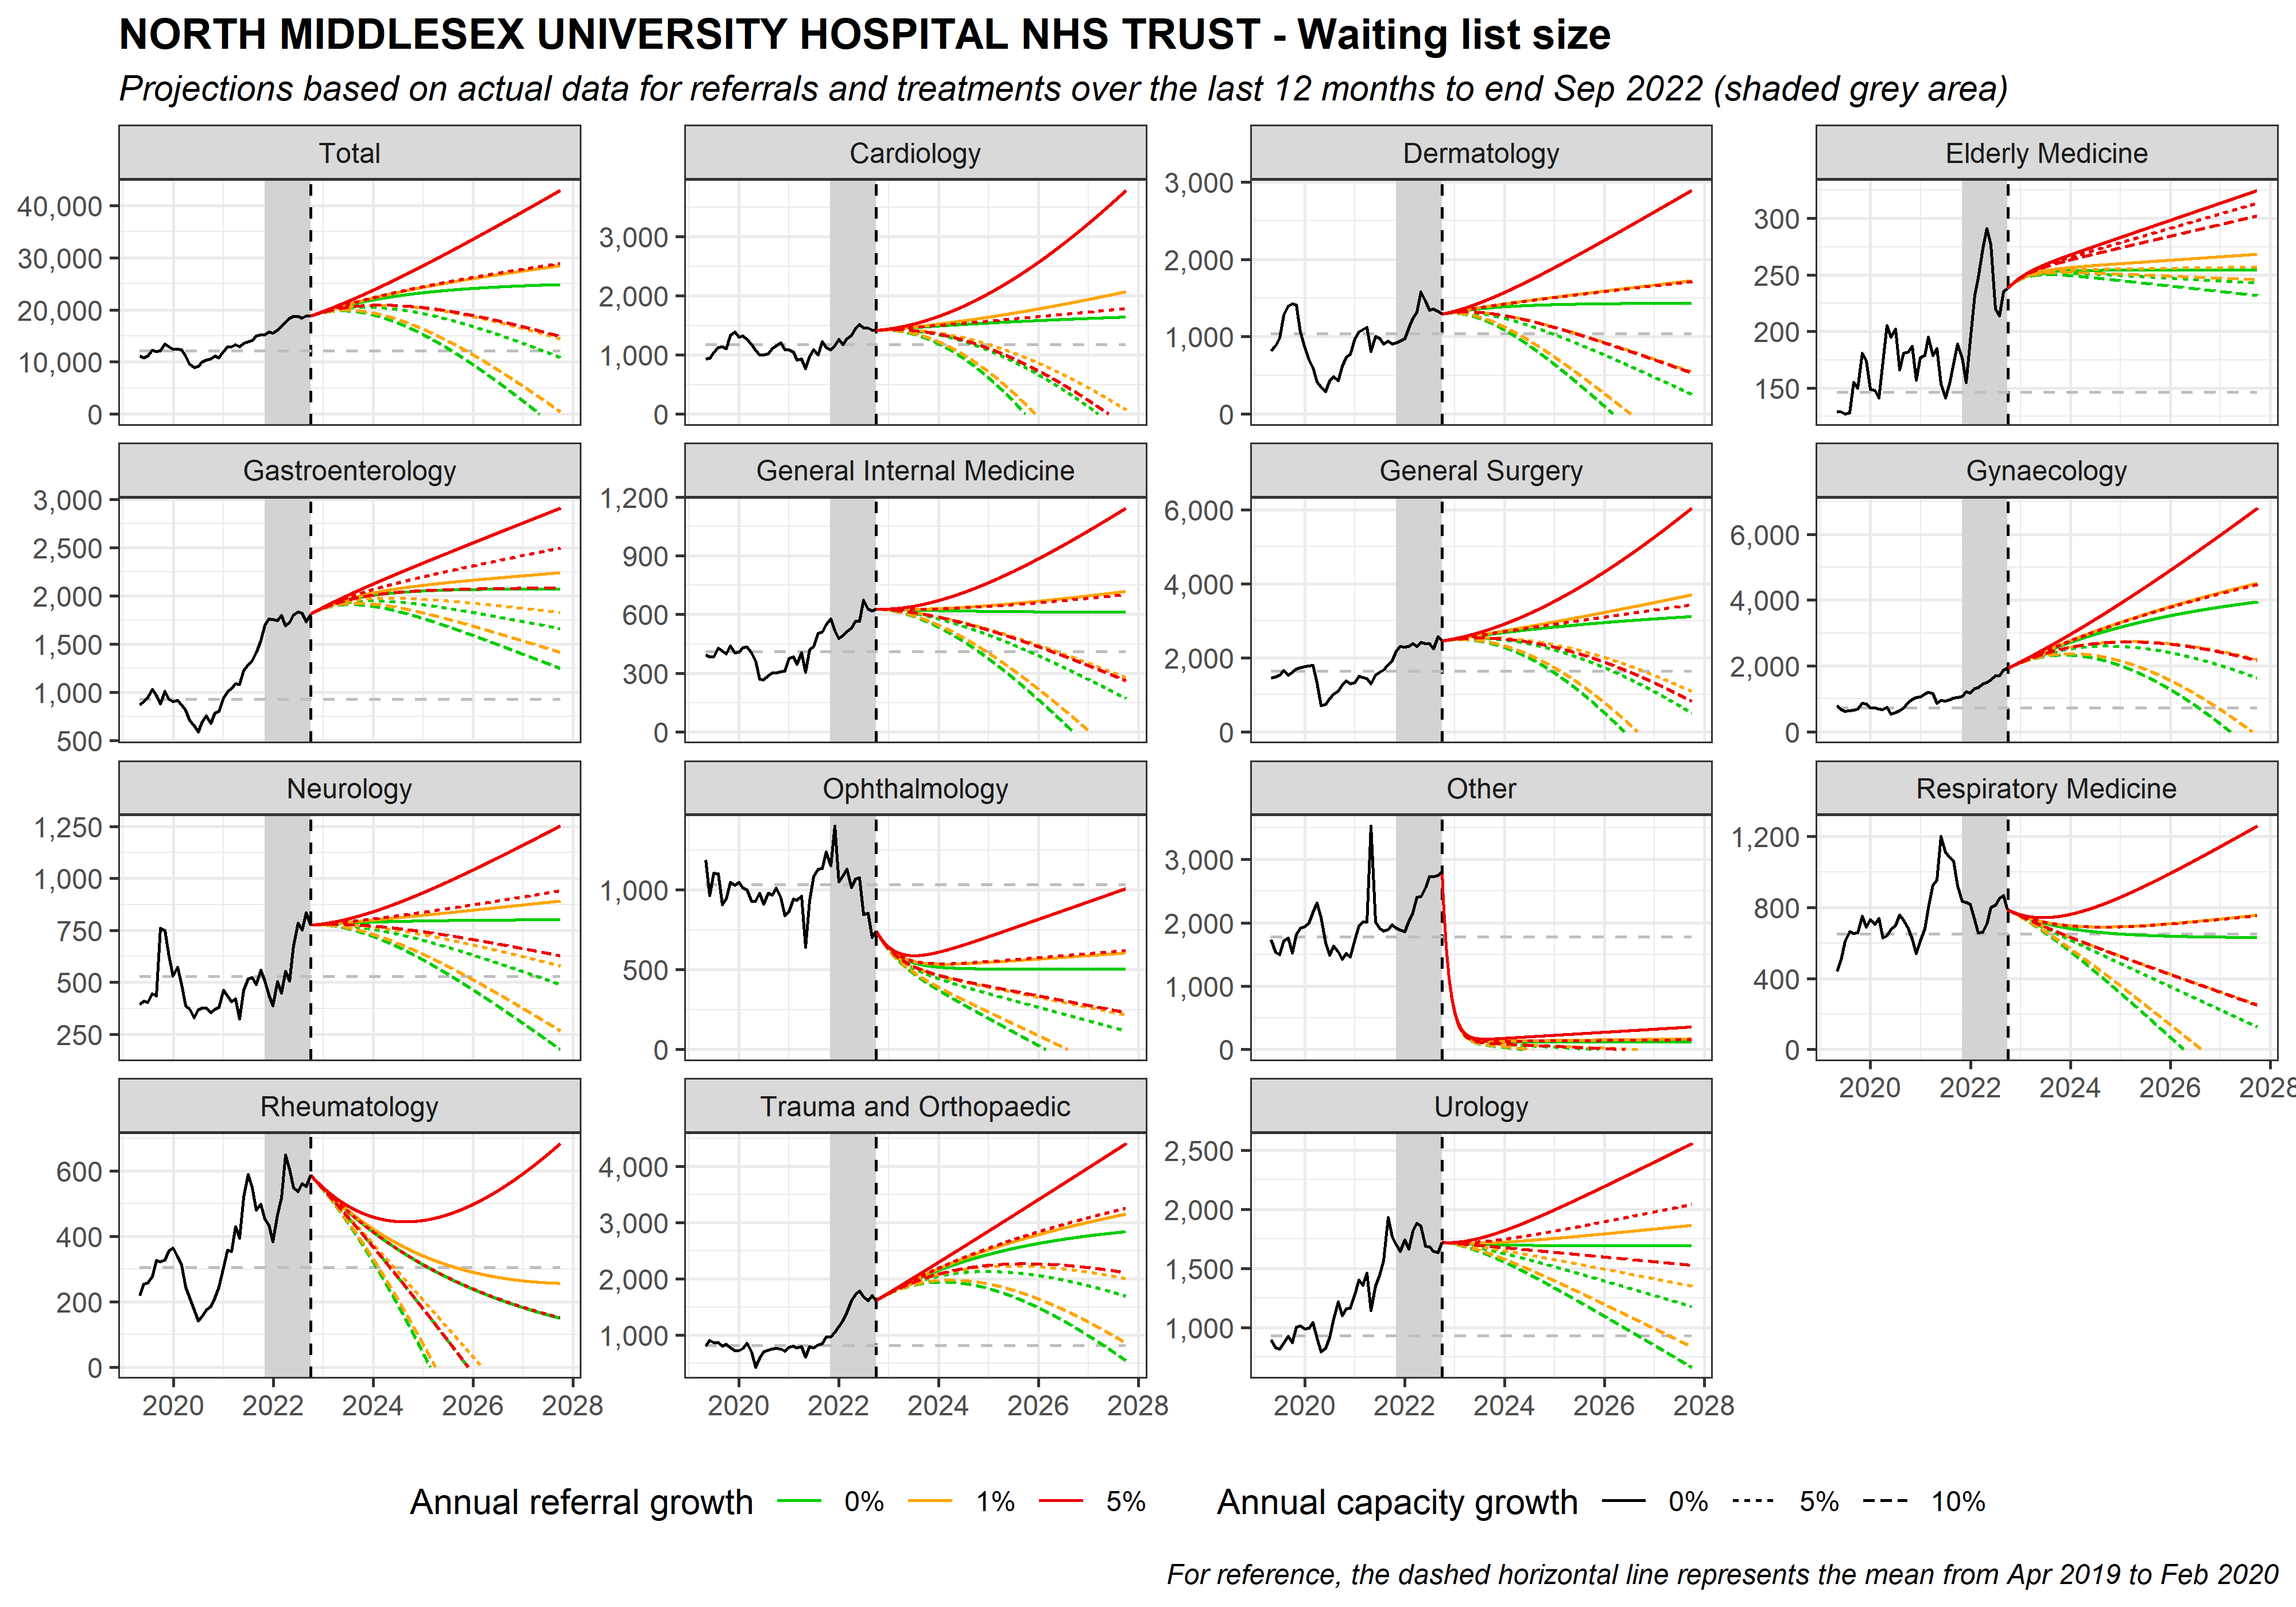 NORTH MIDDLESEX UNIVERSITY HOSPITAL NHS TRUST - Waiting list size
Projections based on actual data for referrals and treatments over the last 12 months to end Sep 2022 (shaded grey area)
Total
Cardiology
Dermatology
Elderly Medicine
40,000
30,000
20,000
10,000
0
3,000
2,000
1,000
0
3,000
2,000
1,000
0
300
250
200
150
Gastroenterology
General Internal Medicine
General Surgery
Gynaecology
3,000
2,500
2,000
1,500
1,000
500
1,200
900
600
300
0
6,000
4,000
2,000
0
6,000
4,000
2,000
0
Neurology
Ophthalmology
Other
Respiratory Medicine
1,250
1,000
750
500
250
1,000
500
0
3,000
2,000
1,000
0
1,200
800
400
0
2020 2022 2024 2026 2028
Rheumatology
Trauma and Orthopaedic
Urology
600
400
200
0
4,000
3,000
2,000
1,000
2,500
2,000
1,500
1,000
2020 2022 2024 2026 2028
2020 2022 2024 2026 2028
2020 2022 2024 2026 2028
Annual referral growth 0% 1% 5% Annual capacity growth 0% 5% 10%
For reference, the dashed horizontal line represents the mean from Apr 2019 to Feb 2020